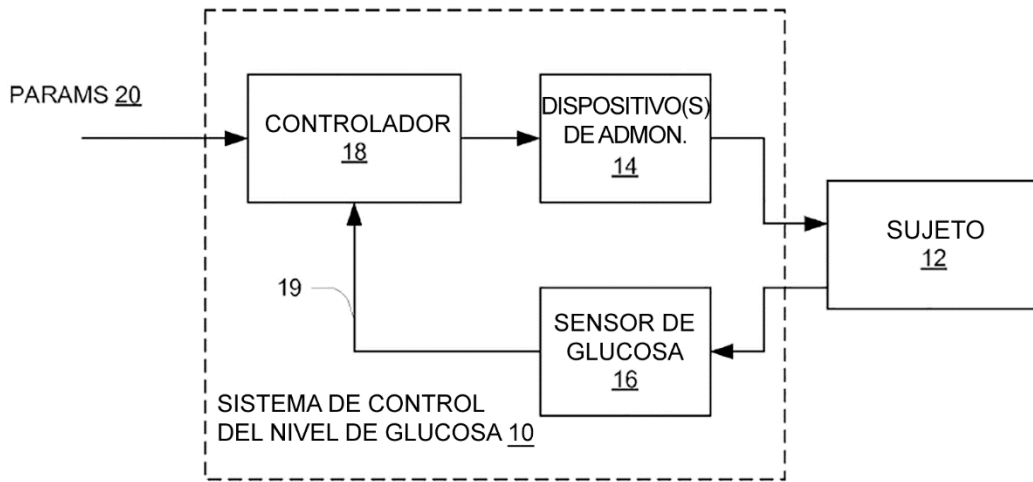 PARAMS 20
CONTROLADOR
18
DISPOSITIVO(S)
DE ADMON.
14
SUJETO
12
19
SENSOR DE
GLUCOSA
16
SISTEMA DE CONTROL
DEL NIVEL DE GLUCOSA 10